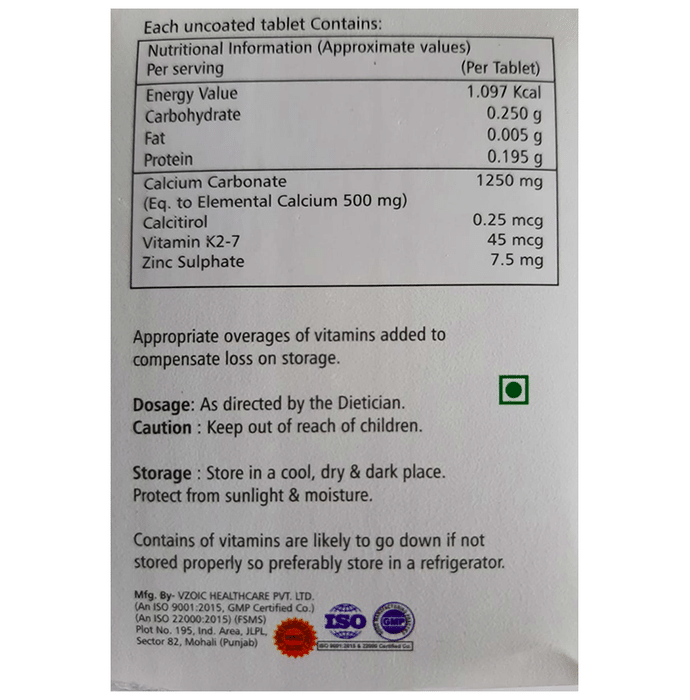 Each uncoated tablet Contains:
Nutritional Information (Approximate values)
Per serving (Per Tablet)
Energy Value 1.097 Kcal
Carbohydrate 0.250 g
Fat 0.005 g
Protein 0.195 g
Calcium Carbonate 1250 mg
(Eq. to Elemental Calcium 500 mg)
Calcitirol 0.25 mcg
Vitamin K2-7 45 mcg
Zinc Sulphate 7.5 mg
Appropriate overages of vitamins added to
compensate loss on storage.
Dosage: As directed by the Dietician.
Caution : Keep out of reach of children.
Storage : Store in a cool, dry & dark place.
Protect from sunlight & moisture.
Contains of vitamins are likely to go down if not
stored properly so preferably store in a refrigerator.
Mfg. By- VZOIC HEALTHCARE PVT. LTD.
(An ISO 9001:2015, GMP Certified Co.)
(An ISO 22000:2015) (FSMS)
Plot No. 195, Ind. Area, JLPL,
Sector 82, Mohali (Punjab)
ISO
GMP
ISO 9001:2015 & 22000 Certified Co.